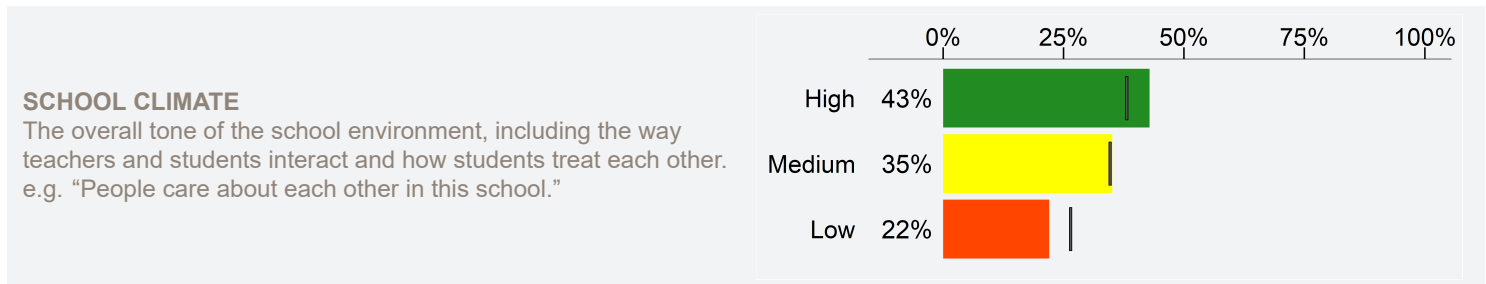 SCHOOL CLIMATE
The overall tone of the school environment, including the way
teachers and students interact and how students treat each other.
e.g. “People care about each other in this school.”
0% 25% 50% 75% 100%
High 43%
Medium 35%
Low 22%